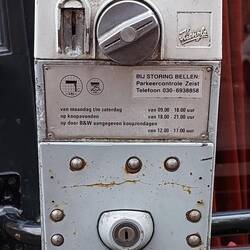 BIJ STORING BELLEN:
Parkeercontrole Zeist
Telefoon 030-6938858
van maandag t/m zaterdag van 09.00 - 18.00 uur
op koopavonden van 18.00 - 21.00 uur
op door B&W aangegeven koopzondagen
van 12.00 - 17.00 uur